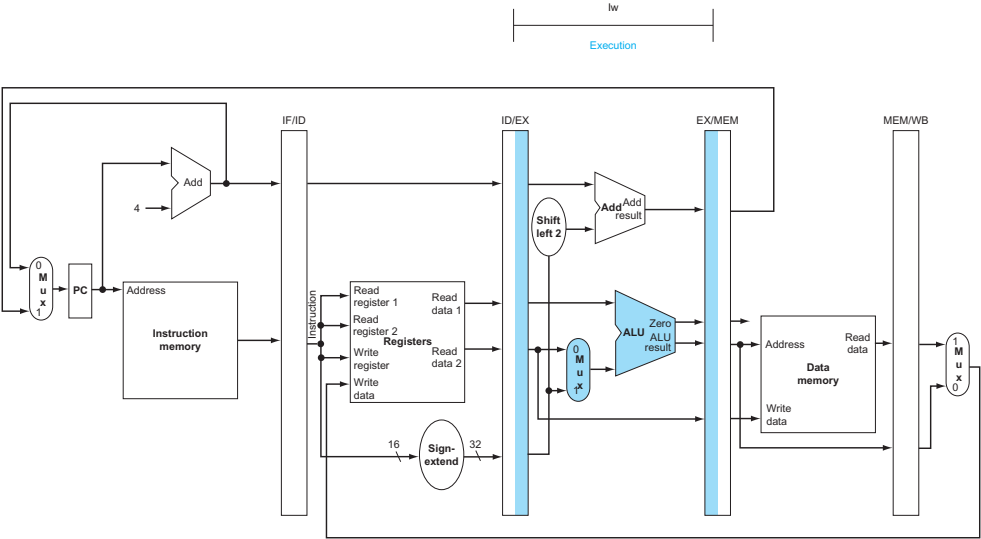 lw
Execution
IF/ID
ID/EX
EX/MEM
MEM/WB
Add
4
Shift
left 2
Add
Add
result
0
M
u
x
1
PC
Address
Instruction
memory
Instruction
Read
register 1
Read
register 2
Write
register
Write
data
Registers
Read
data 1
Read
data 2
0
M
u
x
1
ALU
Zero
ALU
result
Address
Read
data
Data
memory
Write
data
1
M
u
x
0
16
Sign-
extend
32